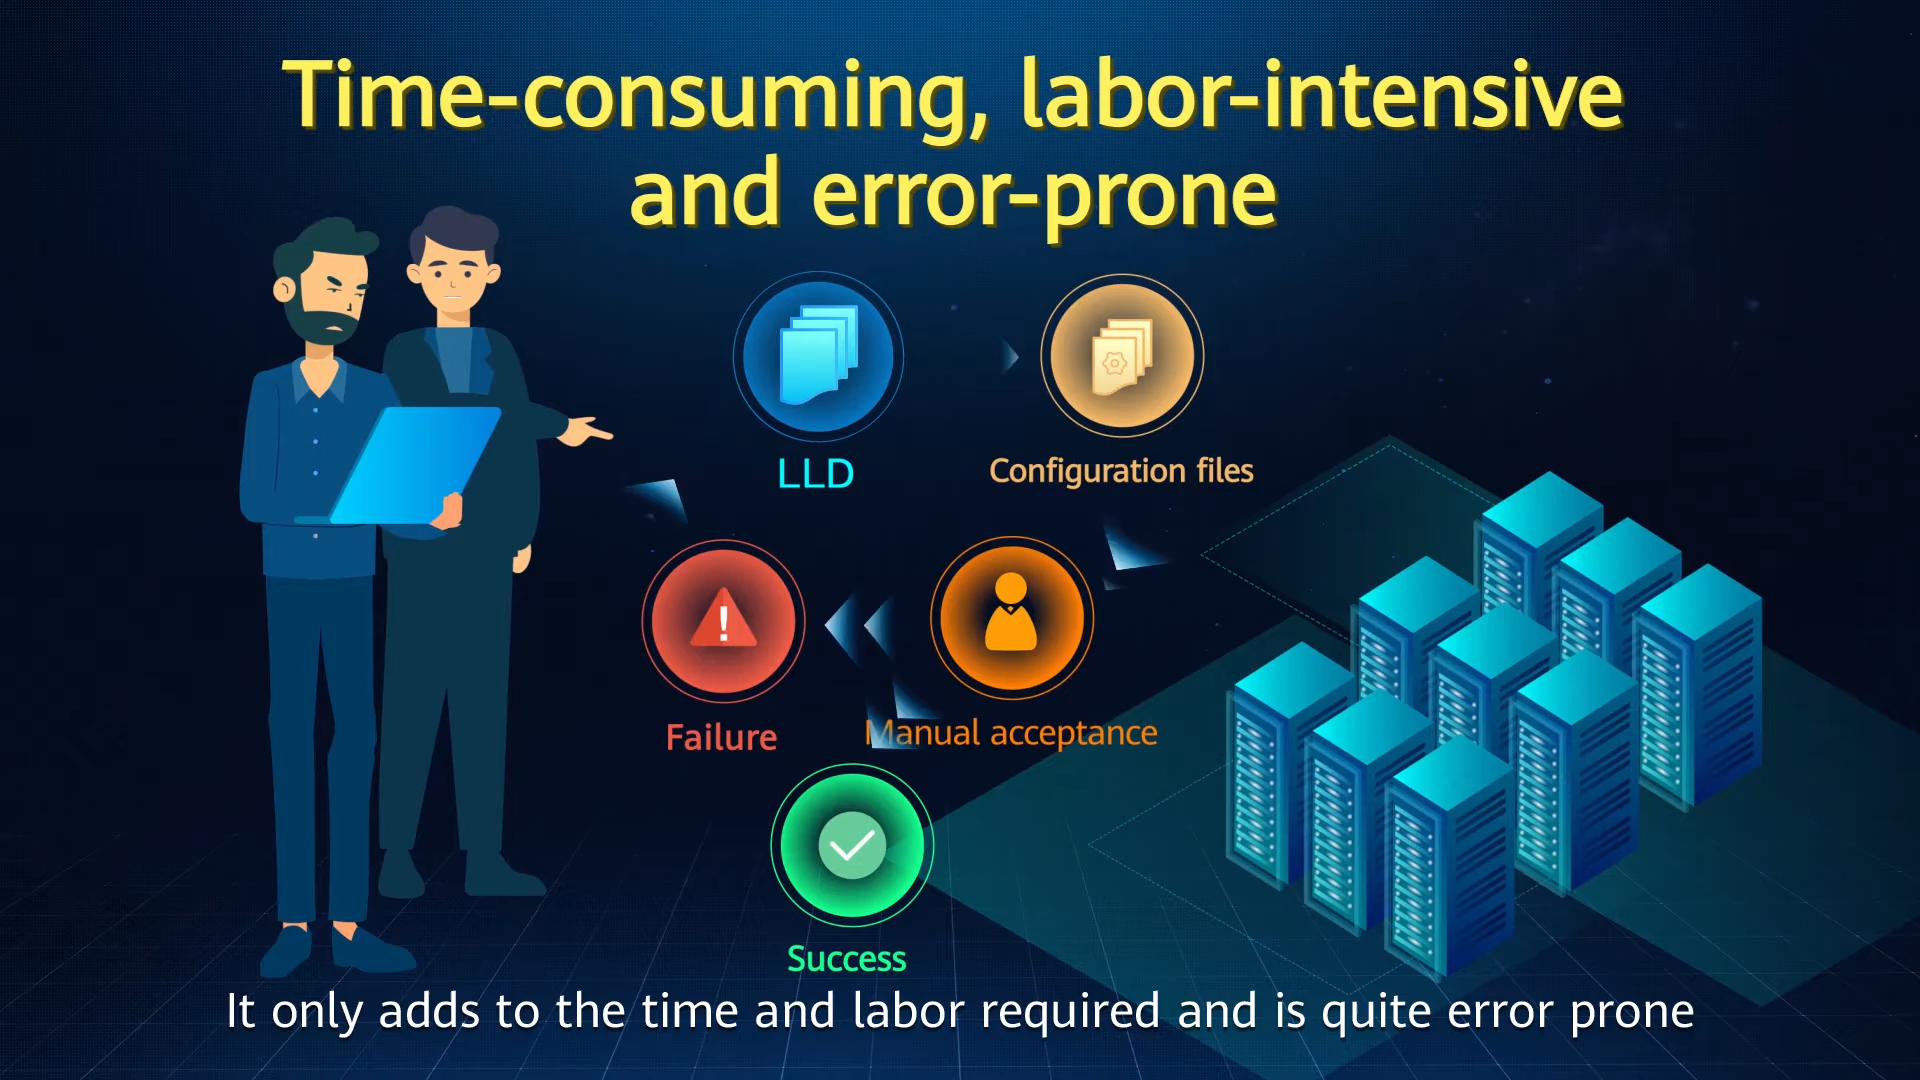 Time-consuming, labor-intensive
and error-prone
LLD
Configuration files
Failure
Manual acceptance
Success
It only adds to the time and labor required and is quite error prone